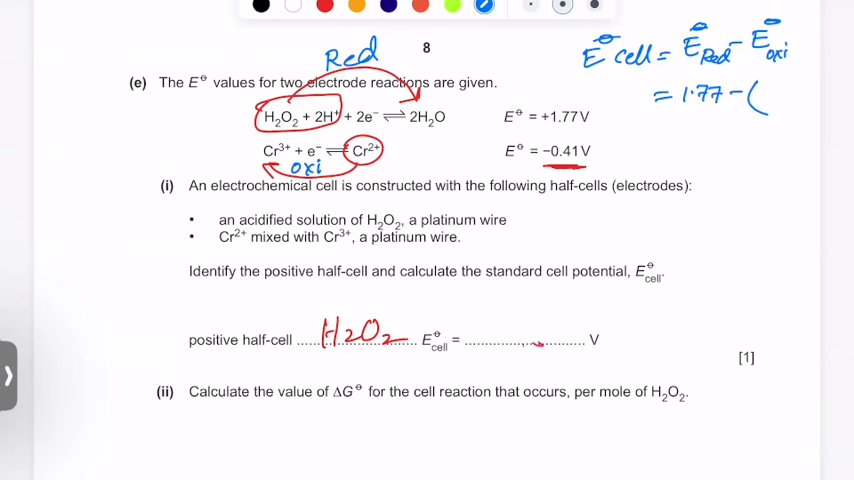 8
Red
E⦵ cell = E⦵Red - E⦵oxi
= 1.77 - (
(e) The E⦵ values for two electrode reactions are given.
H₂O₂ + 2H⁺ + 2e⁻ ⇌ 2H₂O E⦵ = +1.77 V
Cr³⁺ + e⁻ ⇌ Cr²⁺ E⦵ = −0.41 V
oxi
(i) An electrochemical cell is constructed with the following half-cells (electrodes):
• an acidified solution of H₂O₂, a platinum wire
• Cr²⁺ mixed with Cr³⁺, a platinum wire.
Identify the positive half-cell and calculate the standard cell potential, E⦵cell.
positive half-cell ...... H2O2 ...... E⦵cell = .............................. V
[1]
(ii) Calculate the value of ΔG⦵ for the cell reaction that occurs, per mole of H₂O₂.